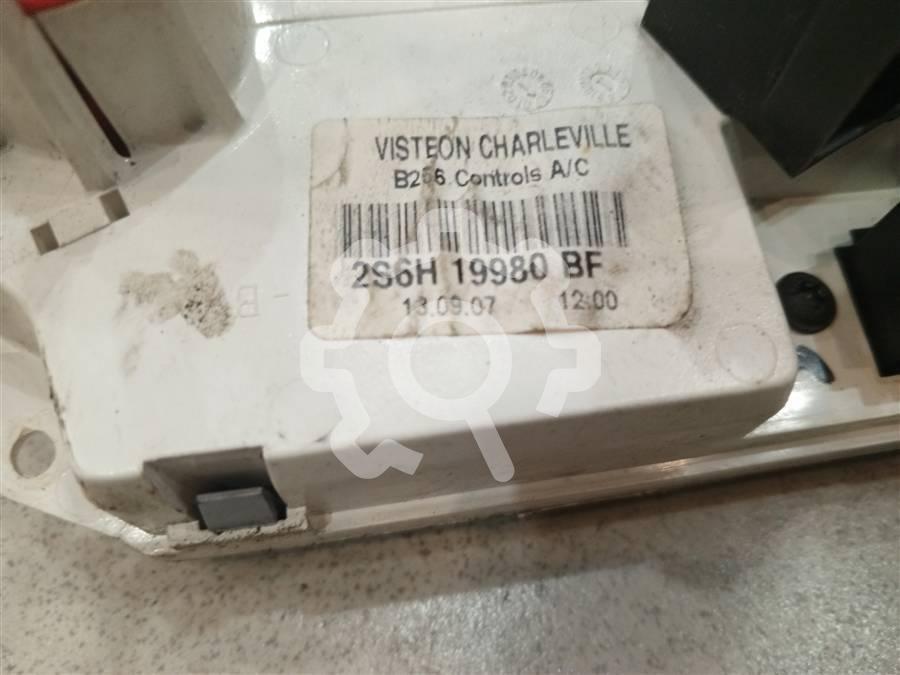 VISTEON CHARLEVILLE
B256 Controls A/C
2S6H 19980 BF
13.09.07 12:00
B -